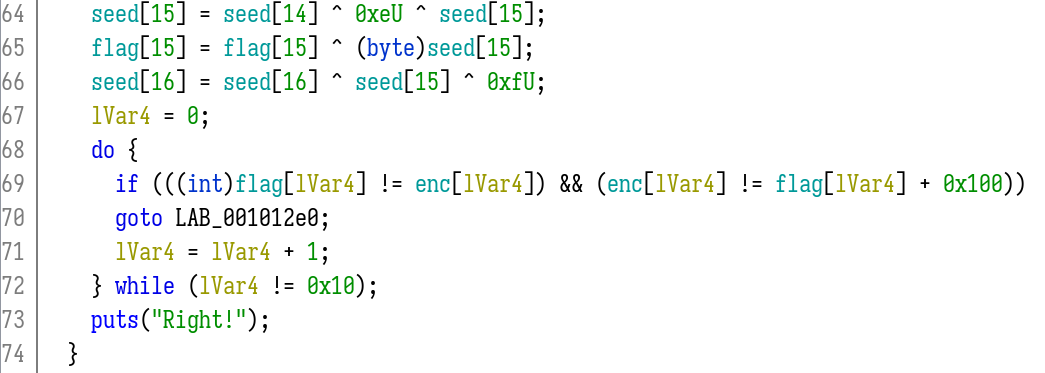 64 seed[15] = seed[14] ^ 0xeU ^ seed[15];
65 flag[15] = flag[15] ^ (byte)seed[15];
66 seed[16] = seed[16] ^ seed[15] ^ 0xfU;
67 lVar4 = 0;
68 do {
69 if (((int)flag[lVar4] != enc[lVar4]) && (enc[lVar4] != flag[lVar4] + 0x100))
70 goto LAB_001012e0;
71 lVar4 = lVar4 + 1;
72 } while (lVar4 != 0x10);
73 puts("Right!");
74 }